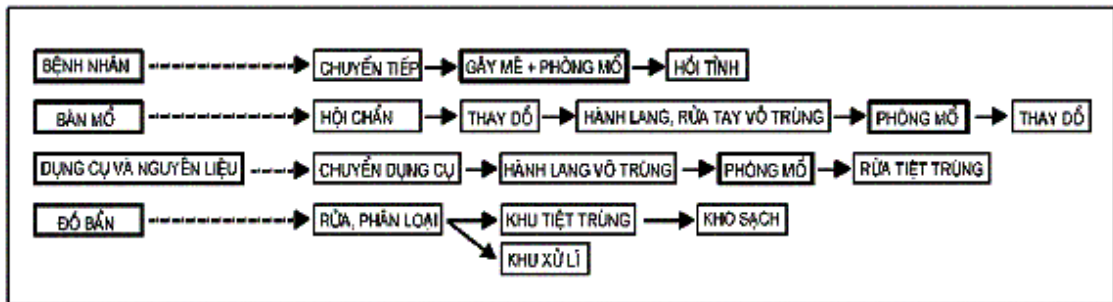 BỆNH NHÂN CHUYỂN TIẾP GÂY MÊ + PHÒNG MỔ HỒI TỈNH
BÀN MỔ HỘI CHẨN THAY ĐỒ HÀNH LANG, RỬA TAY VÔ TRÙNG PHÒNG MỔ THAY ĐỒ
DỤNG CỤ VÀ NGUYÊN LIỆU CHUYỂN DỤNG CỤ HÀNH LANG VÔ TRÙNG PHÒNG MỔ RỬA TIỆT TRÙNG
ĐỒ BẨN RỬA, PHÂN LOẠI KHU TIỆT TRÙNG KHO SẠCH
KHU XỬ LÍ